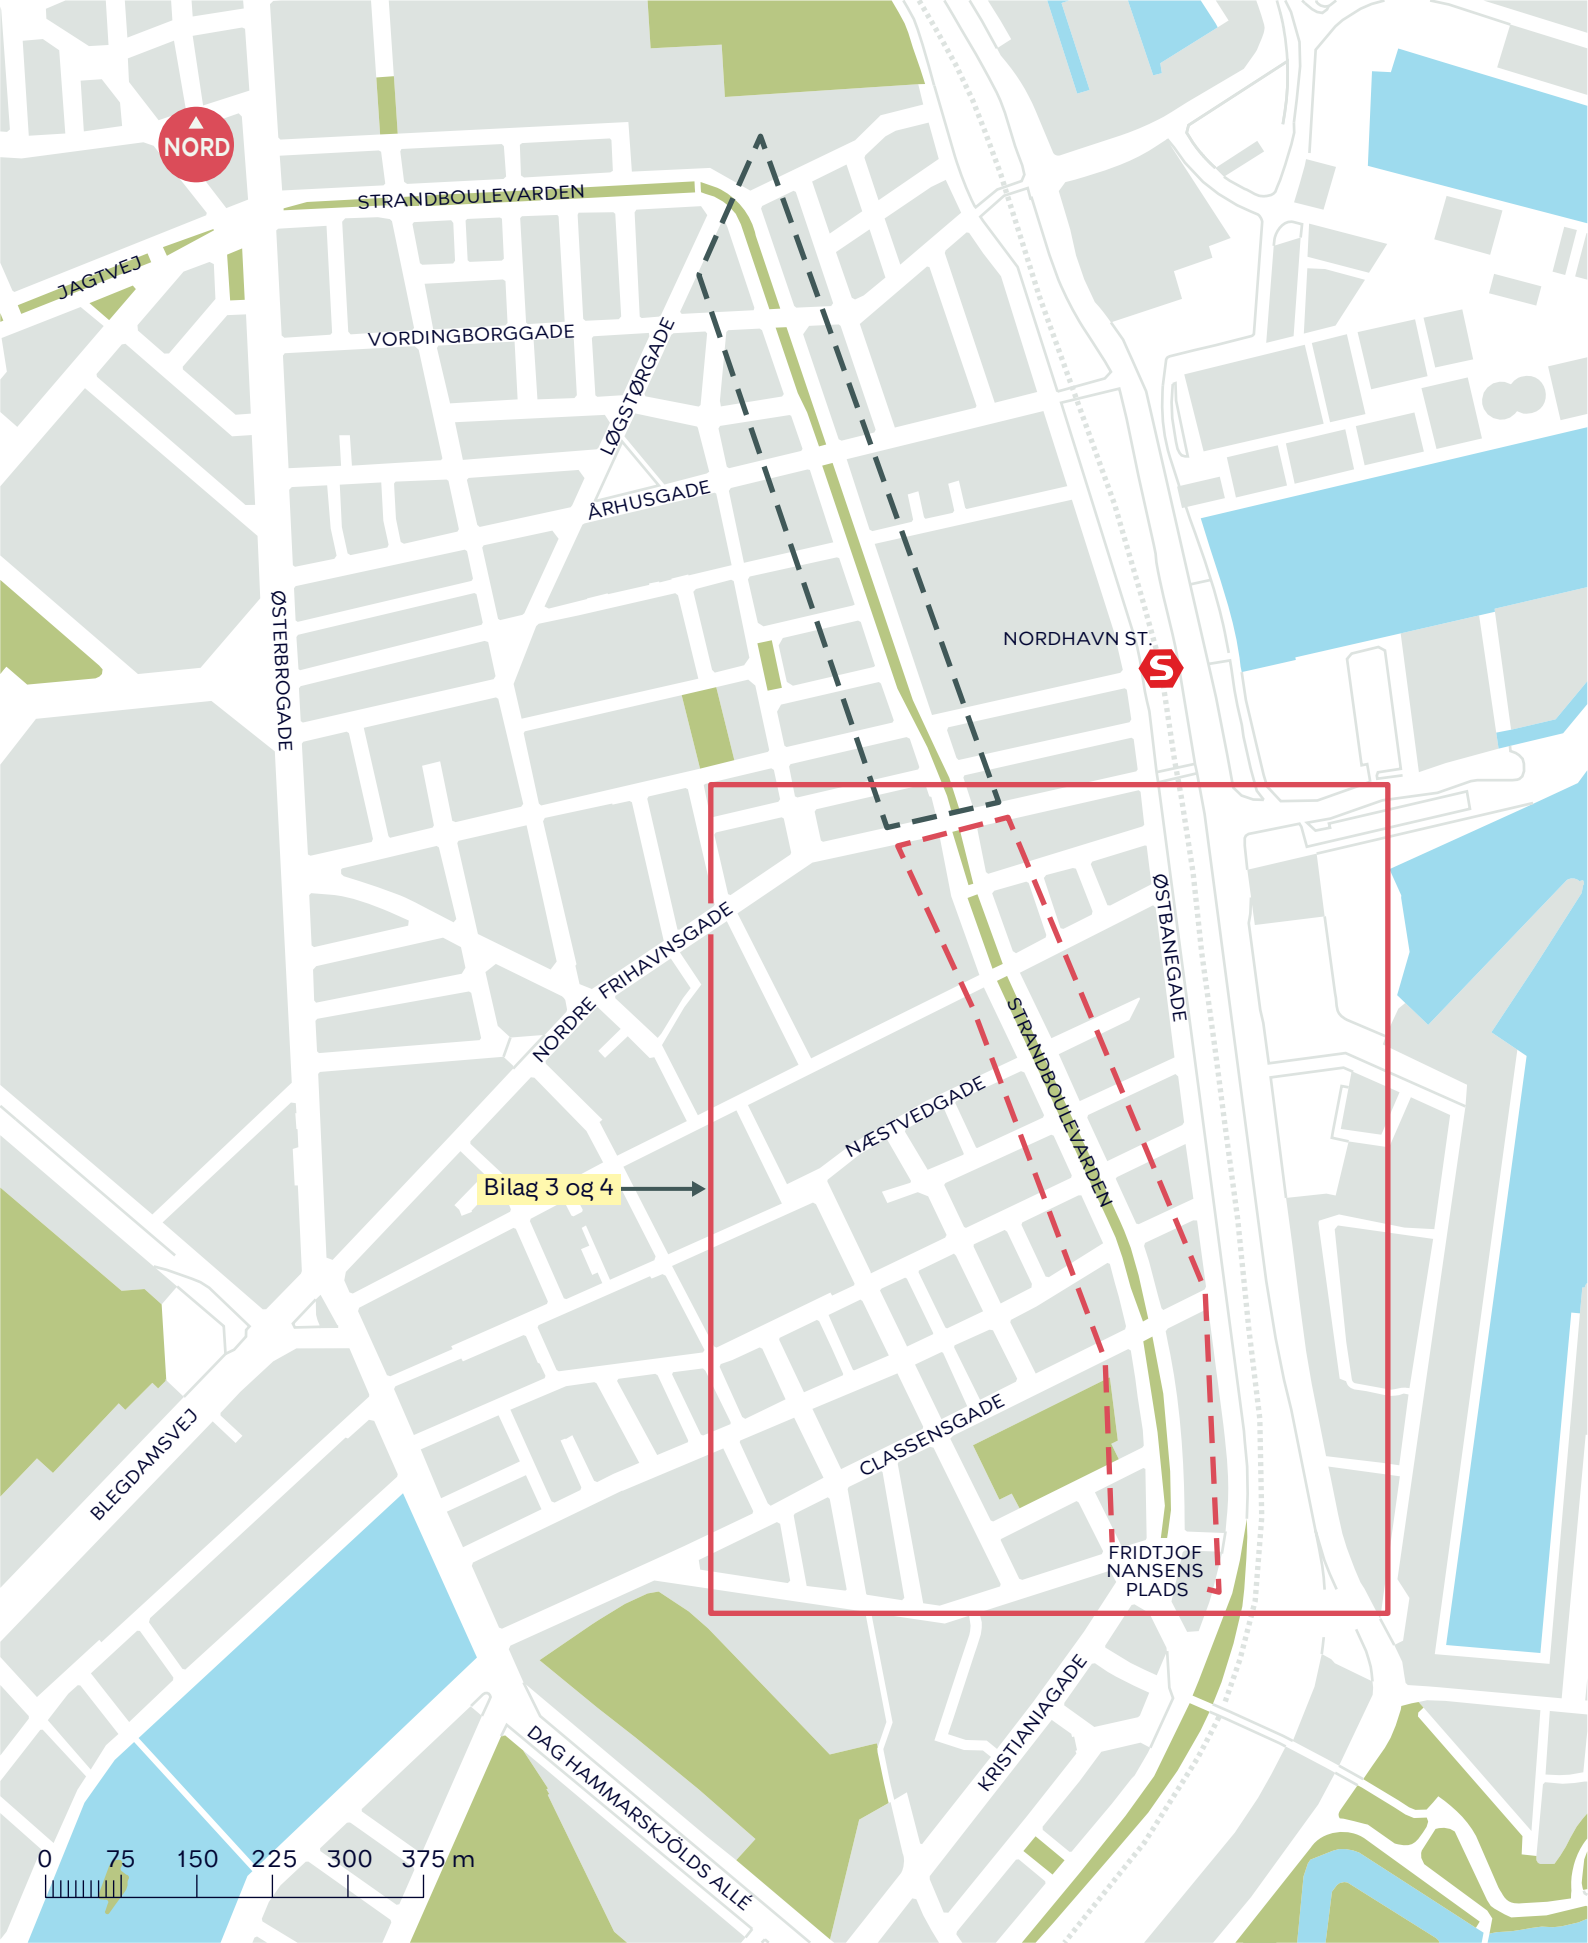 NORD
STRANDBOULEVARDEN
JAGTVEJ
VORDINGBORGGADE
LØGSTØRGADE
ÅRHUSGADE
ØSTERBROGADE
NORDHAVN ST.
S
ØSTBANEGADE
NORDRE FRIHAVNSGADE
STRANDBOULEVARDEN
NÆSTVEDGADE
Bilag 3 og 4
CLASSENSGADE
BLEGDAMSVEJ
FRIDTJOF
NANSENS
PLADS
KRISTIANIAGADE
DAG HAMMARSKJÖLDS ALLÉ
0 75 150 225 300 375 m